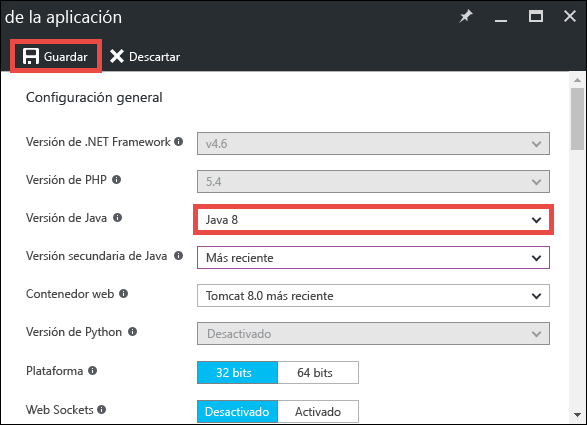 de la aplicación
Guardar Descartar
Configuración general
Versión de .NET Framework v4.6
Versión de PHP 5.4
Versión de Java Java 8
Versión secundaria de Java Más reciente
Contenedor web Tomcat 8.0 más reciente
Versión de Python Desactivado
Plataforma 32 bits 64 bits
Web Sockets Desactivado Activado